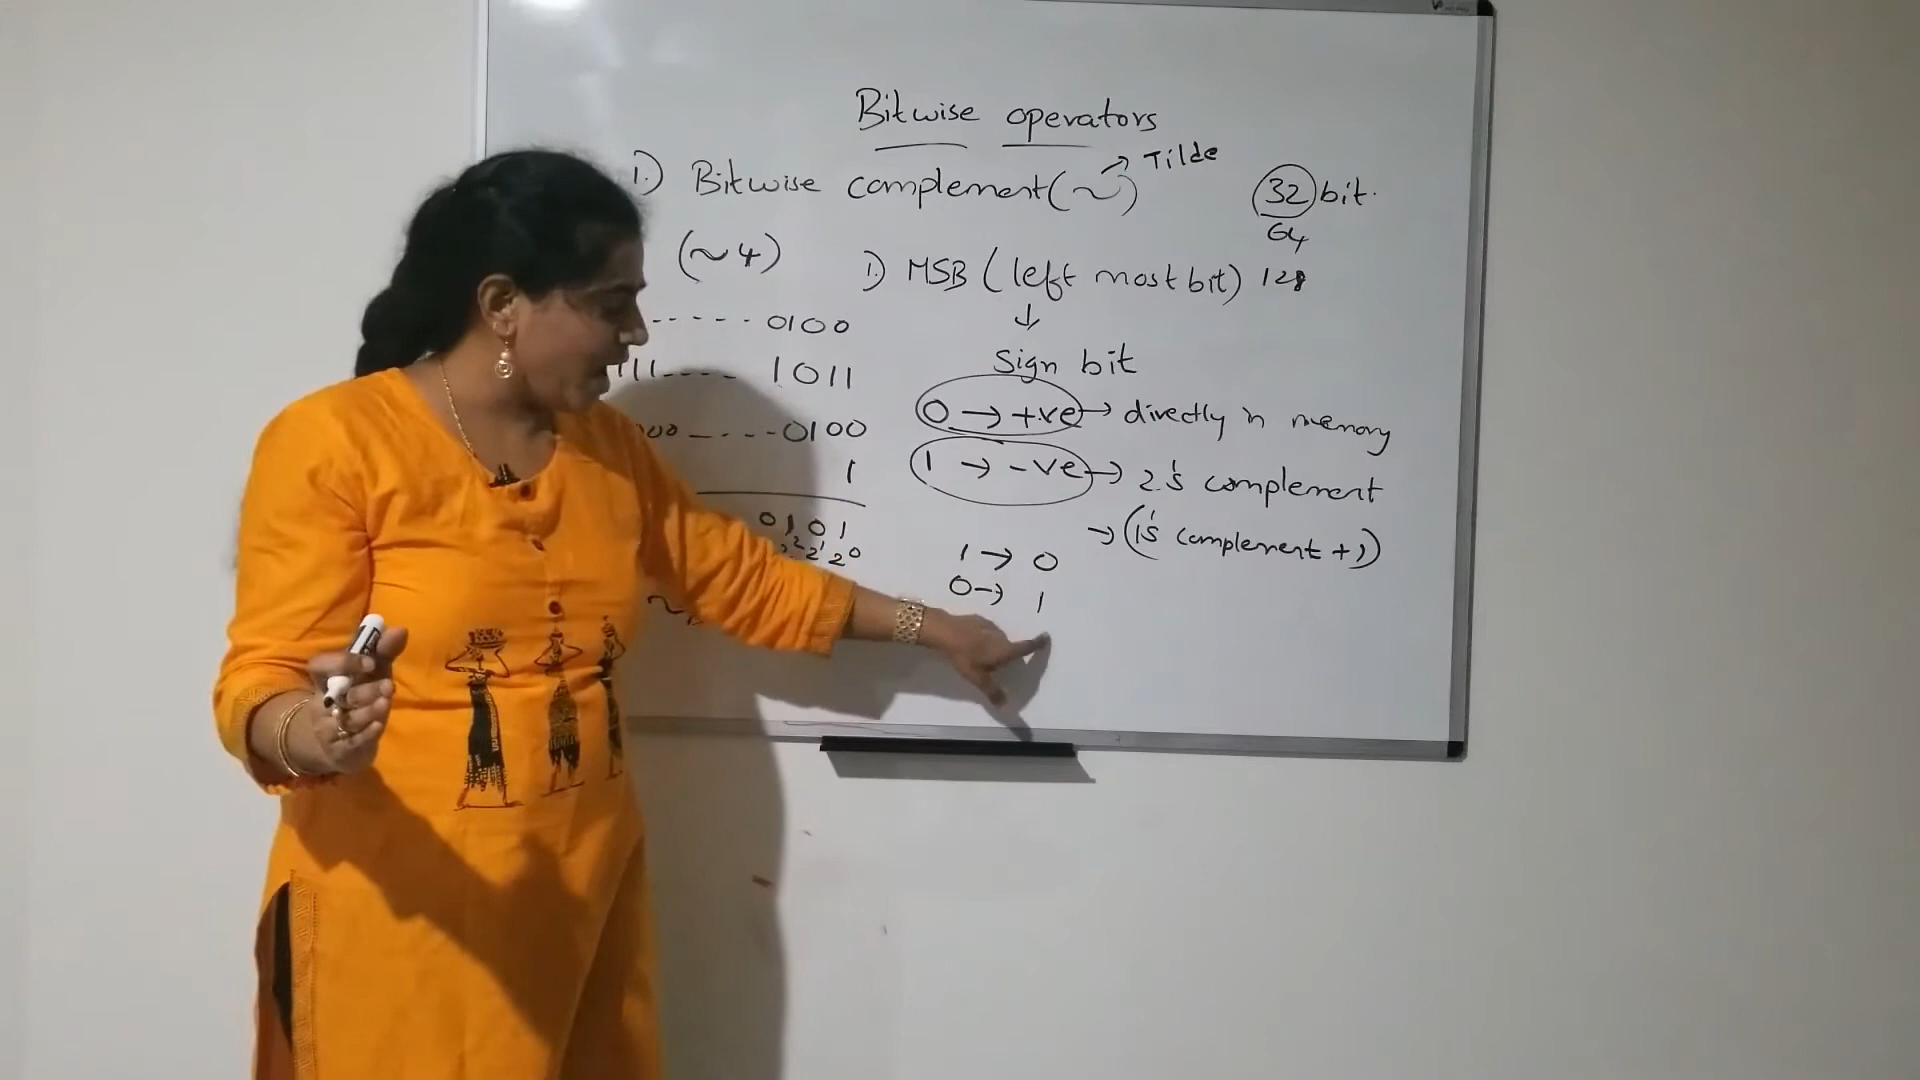 Bitwise operators
1.) Bitwise complement(~) → Tilde
32 bit.
64
128
(~4)
1.) MSB (left most bit)
↓
Sign bit
0 → +ve → directly in memory
1 → -ve → 2's complement
→ (1's complement + 1)
1 → 0
0 → 1
- - - - - 0100
111 - - - - 1011
000 - - - - 0100
1
0101